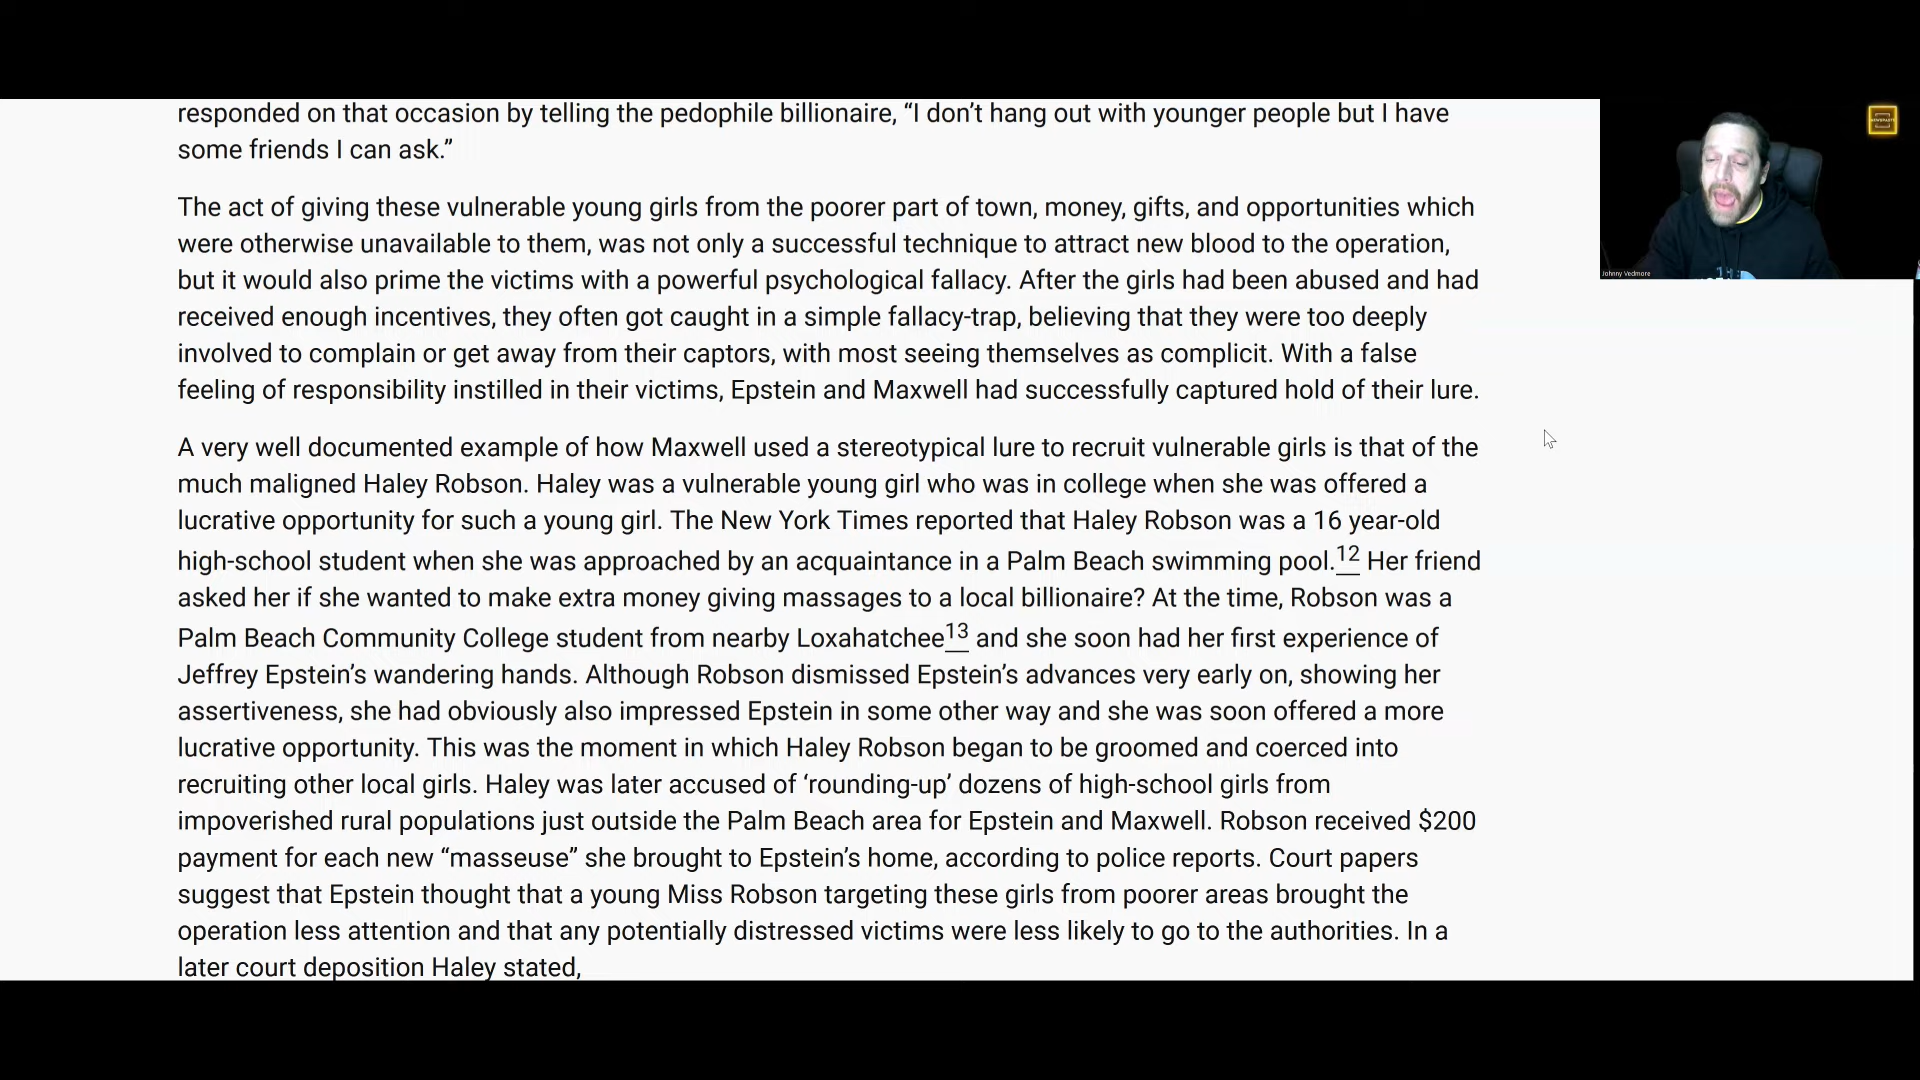 responded on that occasion by telling the pedophile billionaire, “I don’t hang out with younger people but I have
some friends I can ask.”
The act of giving these vulnerable young girls from the poorer part of town, money, gifts, and opportunities which
were otherwise unavailable to them, was not only a successful technique to attract new blood to the operation,
but it would also prime the victims with a powerful psychological fallacy. After the girls had been abused and had
received enough incentives, they often got caught in a simple fallacy-trap, believing that they were too deeply
involved to complain or get away from their captors, with most seeing themselves as complicit. With a false
feeling of responsibility instilled in their victims, Epstein and Maxwell had successfully captured hold of their lure.
A very well documented example of how Maxwell used a stereotypical lure to recruit vulnerable girls is that of the
much maligned Haley Robson. Haley was a vulnerable young girl who was in college when she was offered a
lucrative opportunity for such a young girl. The New York Times reported that Haley Robson was a 16 year-old
high-school student when she was approached by an acquaintance in a Palm Beach swimming pool.12 Her friend
asked her if she wanted to make extra money giving massages to a local billionaire? At the time, Robson was a
Palm Beach Community College student from nearby Loxahatchee13 and she soon had her first experience of
Jeffrey Epstein’s wandering hands. Although Robson dismissed Epstein’s advances very early on, showing her
assertiveness, she had obviously also impressed Epstein in some other way and she was soon offered a more
lucrative opportunity. This was the moment in which Haley Robson began to be groomed and coerced into
recruiting other local girls. Haley was later accused of ‘rounding-up’ dozens of high-school girls from
impoverished rural populations just outside the Palm Beach area for Epstein and Maxwell. Robson received $200
payment for each new “masseuse” she brought to Epstein’s home, according to police reports. Court papers
suggest that Epstein thought that a young Miss Robson targeting these girls from poorer areas brought the
operation less attention and that any potentially distressed victims were less likely to go to the authorities. In a
later court deposition Haley stated,
Johnny Vedmore